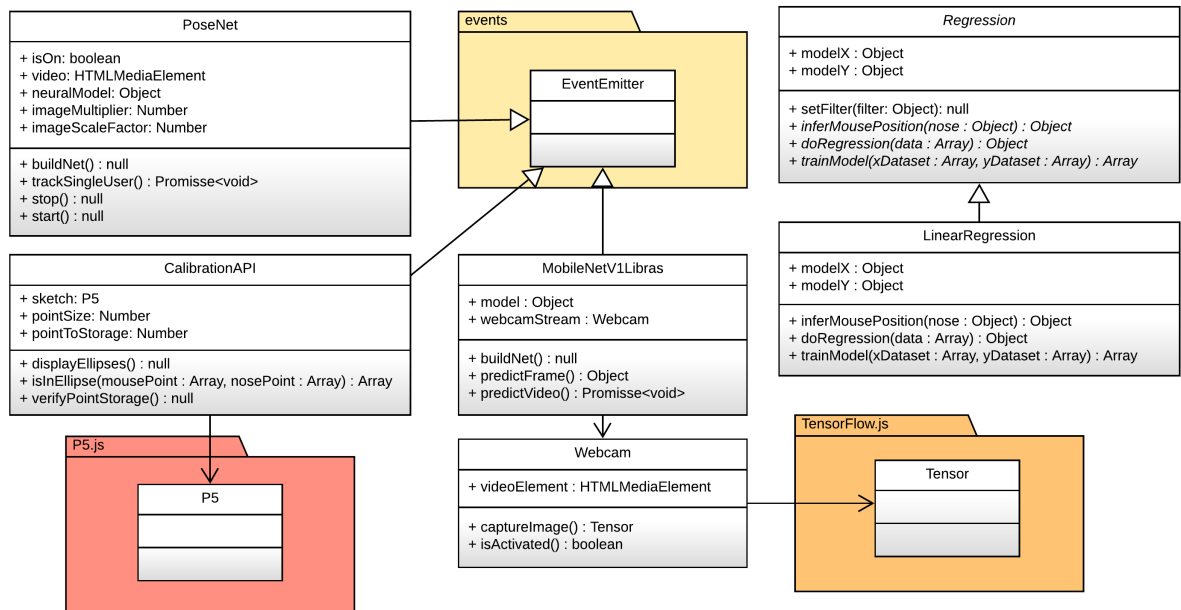 PoseNet
+ isOn: boolean
+ video: HTMLMediaElement
+ neuralModel: Object
+ imageMultiplier: Number
+ imageScaleFactor: Number
+ buildNet() : null
+ trackSingleUser() : Promisse<void>
+ stop() : null
+ start() : null
events
EventEmitter
Regression
+ modelX : Object
+ modelY : Object
+ setFilter(filter: Object): null
+ inferMousePosition(nose : Object) : Object
+ doRegression(data : Array) : Object
+ trainModel(xDataset : Array, yDataset : Array) : Array
CalibrationAPI
+ sketch: P5
+ pointSize: Number
+ pointToStorage: Number
+ displayEllipses() : null
+ isInEllipse(mousePoint : Array, nosePoint : Array) : Array
+ verifyPointStorage() : null
MobileNetV1Libras
+ model : Object
+ webcamStream : Webcam
+ buildNet() : null
+ predictFrame() : Object
+ predictVideo() : Promisse<void>
LinearRegression
+ modelX : Object
+ modelY : Object
+ inferMousePosition(nose : Object) : Object
+ doRegression(data : Array) : Object
+ trainModel(xDataset : Array, yDataset : Array) : Array
P5.js
P5
Webcam
+ videoElement : HTMLMediaElement
+ captureImage() : Tensor
+ isActivated() : boolean
TensorFlow.js
Tensor